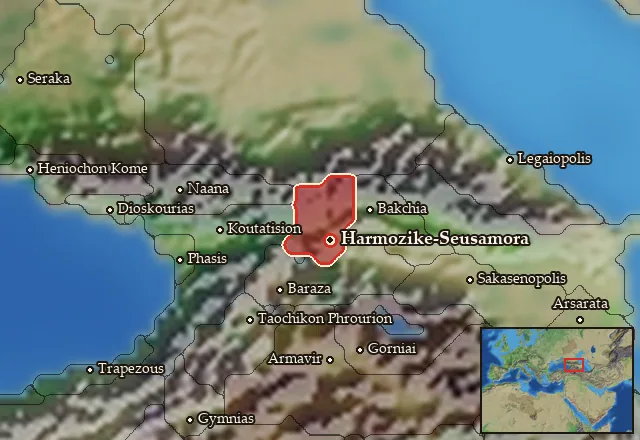 Seraka
Legaiopolis
Heniochon Kome
Naana
Dioskourias
Bakchia
Koutatision
Harmozike-Seusamora
Phasis
Sakasenopolis
Baraza
Arsarata
Taochikon Phrourion
Gorniai
Armavir
Trapezous
Gymnias